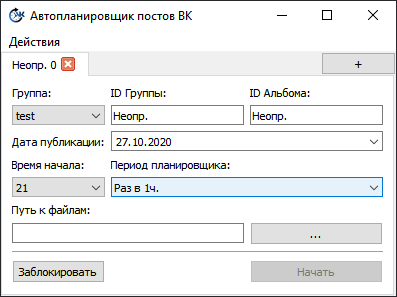 Автопланировщик постов ВК
Действия
Неопр. 0
+
Группа: ID Группы: ID Альбома:
test Неопр. Неопр.
Дата публикации: 27.10.2020
Время начала: Период планировщика:
21 Раз в 1ч.
Путь к файлам:
...
Заблокировать Начать